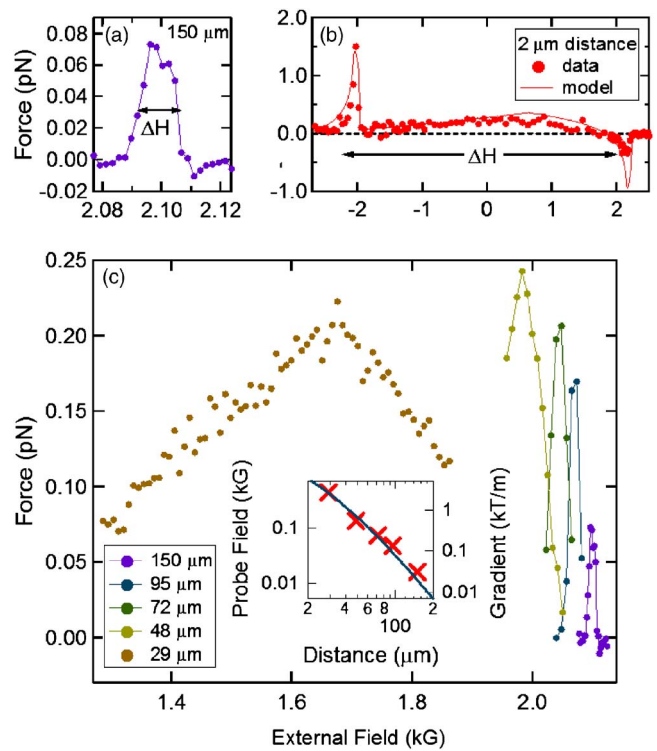 (a)
150 μm
0.08
0.06
0.04
0.02
0.00
-0.02
Force (pN)
ΔH
2.08
2.10
2.12
(b)
2 μm distance
data
model
1.0
0.0
-
-1.0
ΔH
-2
-1
0
1
2
(c)
0.25
0.20
0.15
0.10
0.05
0.00
Force (pN)
150 μm
95 μm
72 μm
48 μm
29 μm
Probe Field (kG)
0.1
0.01
1
0.1
0.01
Gradient (kT/m)
2
4
6
8
100
2
Distance (μm)
1.4
1.6
1.8
2.0
External Field (kG)